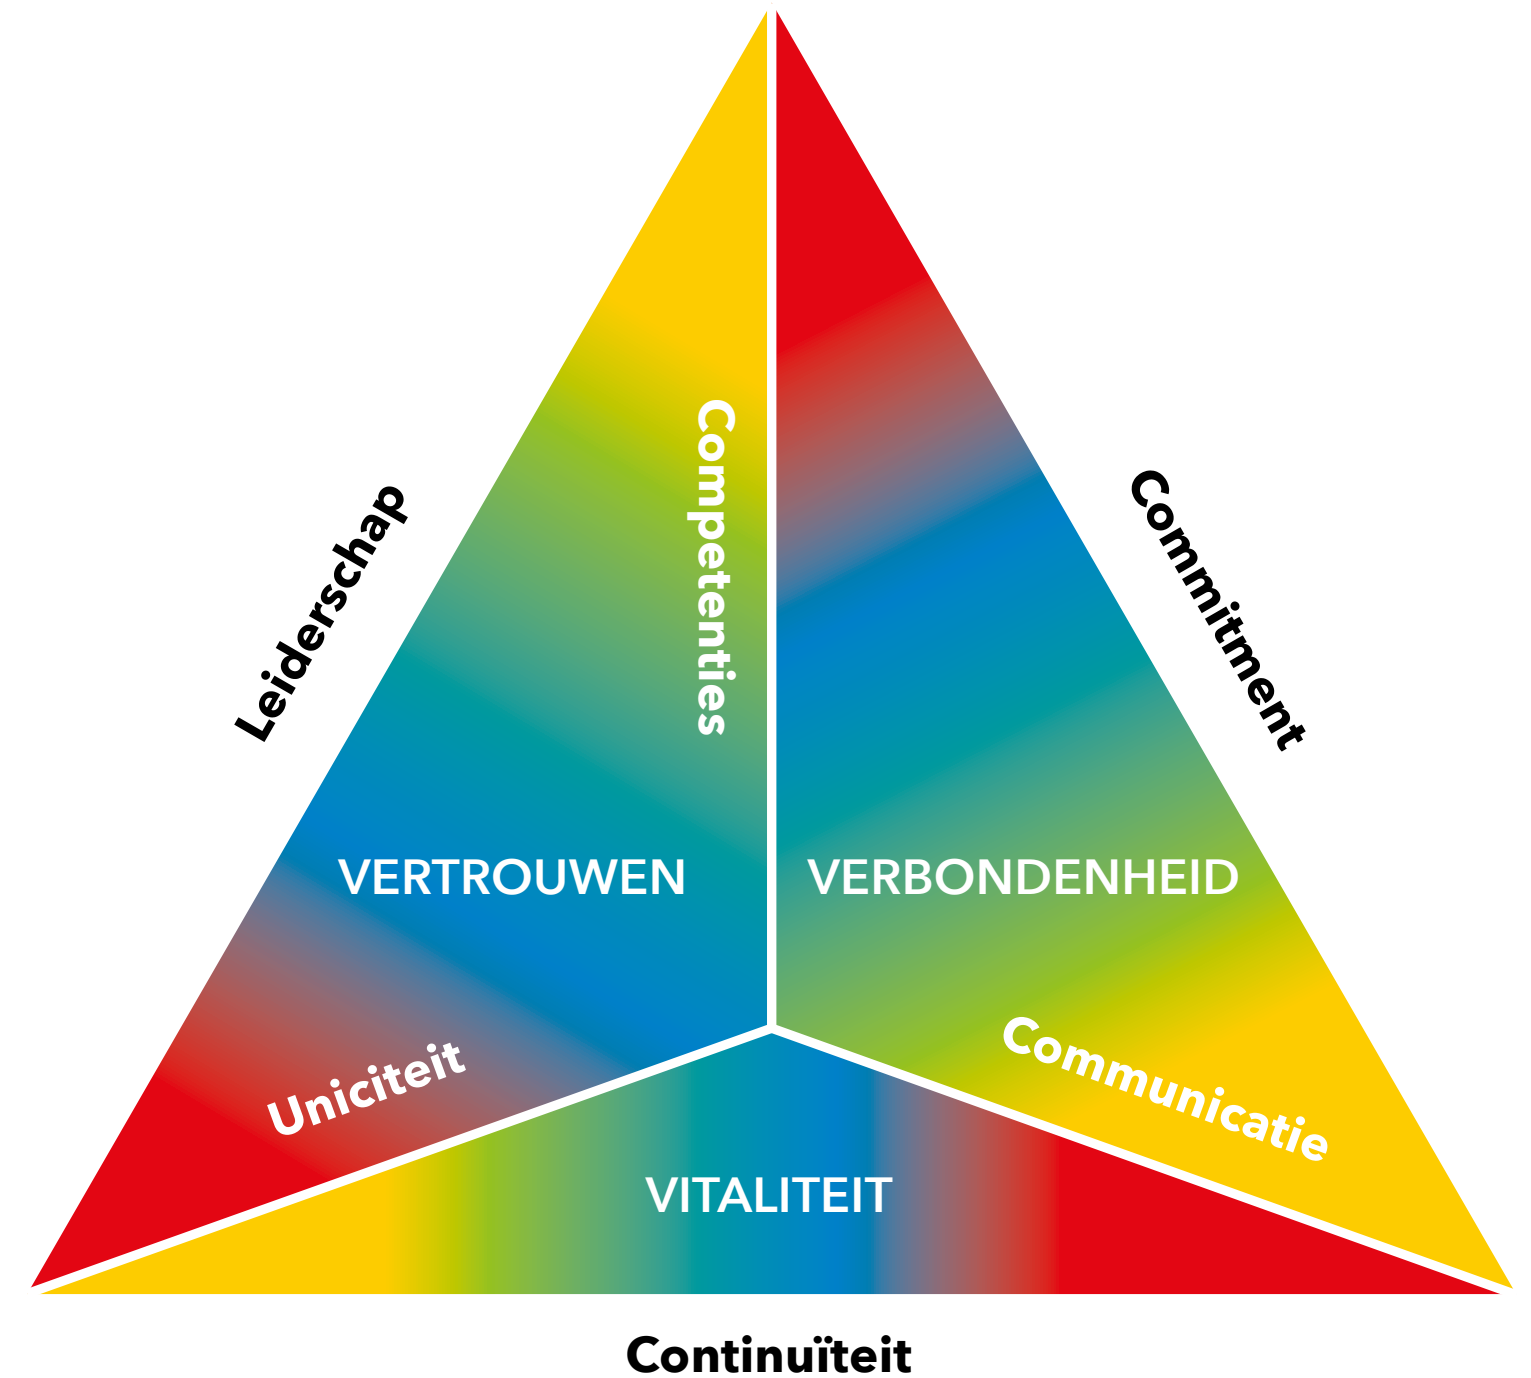 Competenties
Leiderschap
Commitment
VERTROUWEN
VERBONDENHEID
Uniciteit
Communicatie
VITALITEIT
Continuïteit